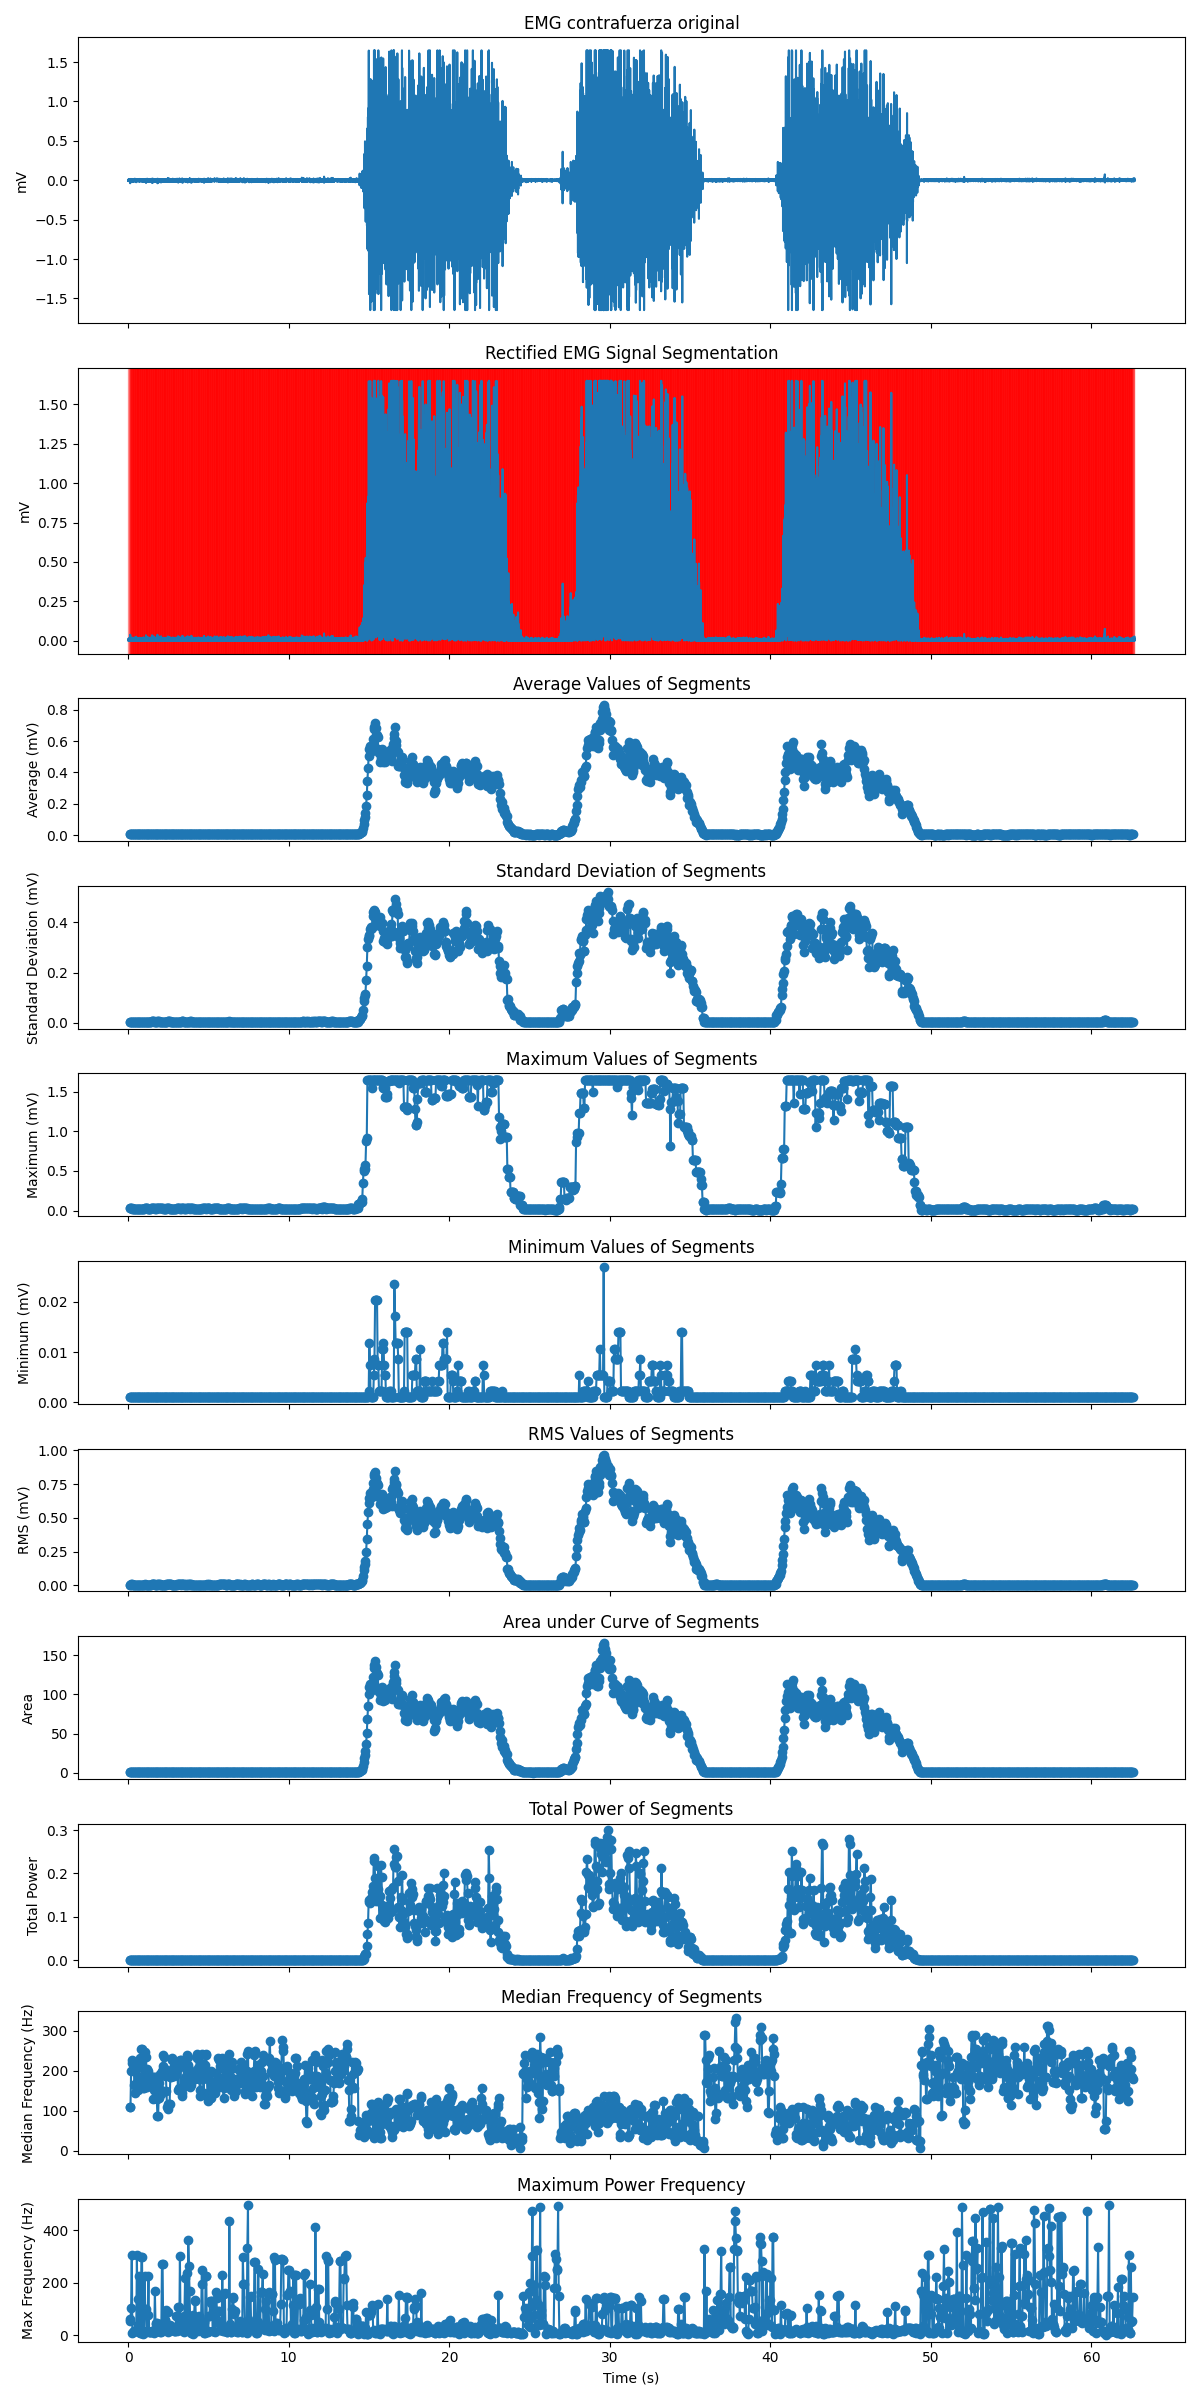 EMG contrafuerza original
1.5
1.0
0.5
0.0
−0.5
−1.0
−1.5
mV
Rectified EMG Signal Segmentation
1.50
1.25
1.00
0.75
0.50
0.25
0.00
mV
Average Values of Segments
0.8
0.6
0.4
0.2
0.0
Average (mV)
Standard Deviation of Segments
0.4
0.2
0.0
Standard Deviation (mV)
Maximum Values of Segments
1.5
1.0
0.5
0.0
Maximum (mV)
Minimum Values of Segments
0.02
0.01
0.00
Minimum (mV)
RMS Values of Segments
1.00
0.75
0.50
0.25
0.00
RMS (mV)
Area under Curve of Segments
150
100
50
0
Area
Total Power of Segments
0.3
0.2
0.1
0.0
Total Power
Median Frequency of Segments
300
200
100
0
Median Frequency (Hz)
Maximum Power Frequency
400
200
0
Max Frequency (Hz)
0 10 20 30 40 50 60
Time (s)